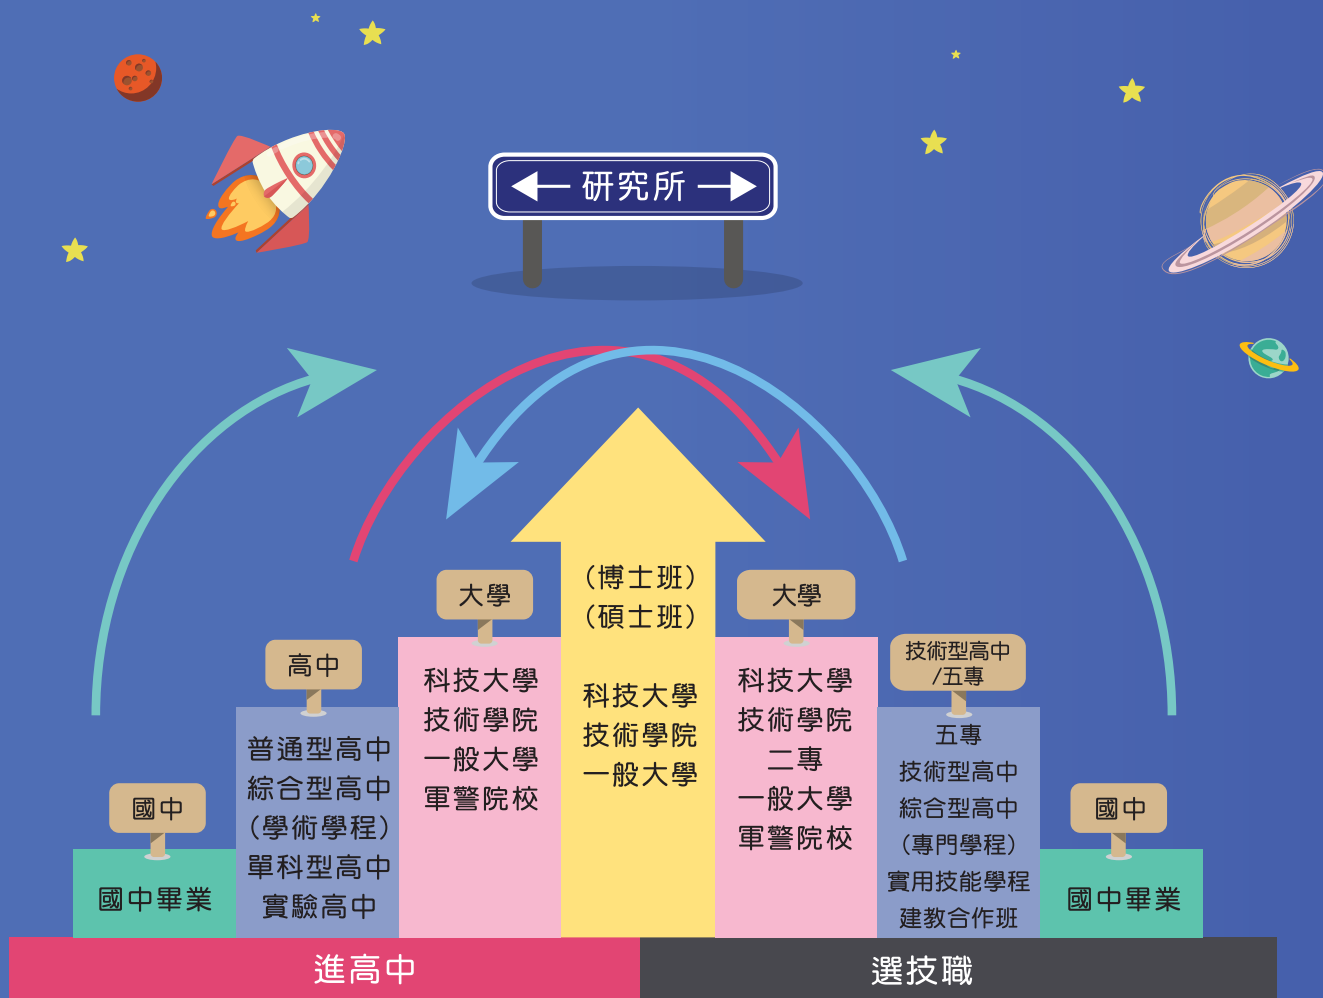 研究所
(博士班)
(碩士班)
科技大學
技術學院
一般大學
大學
科技大學
技術學院
一般大學
軍警院校
大學
科技大學
技術學院
二專
一般大學
軍警院校
高中
普通型高中
綜合型高中
(學術學程)
單科型高中
實驗高中
技術型高中
/五專
五專
技術型高中
綜合型高中
(專門學程)
實用技能學程
建教合作班
國中
國中畢業
國中
國中畢業
進高中
選技職